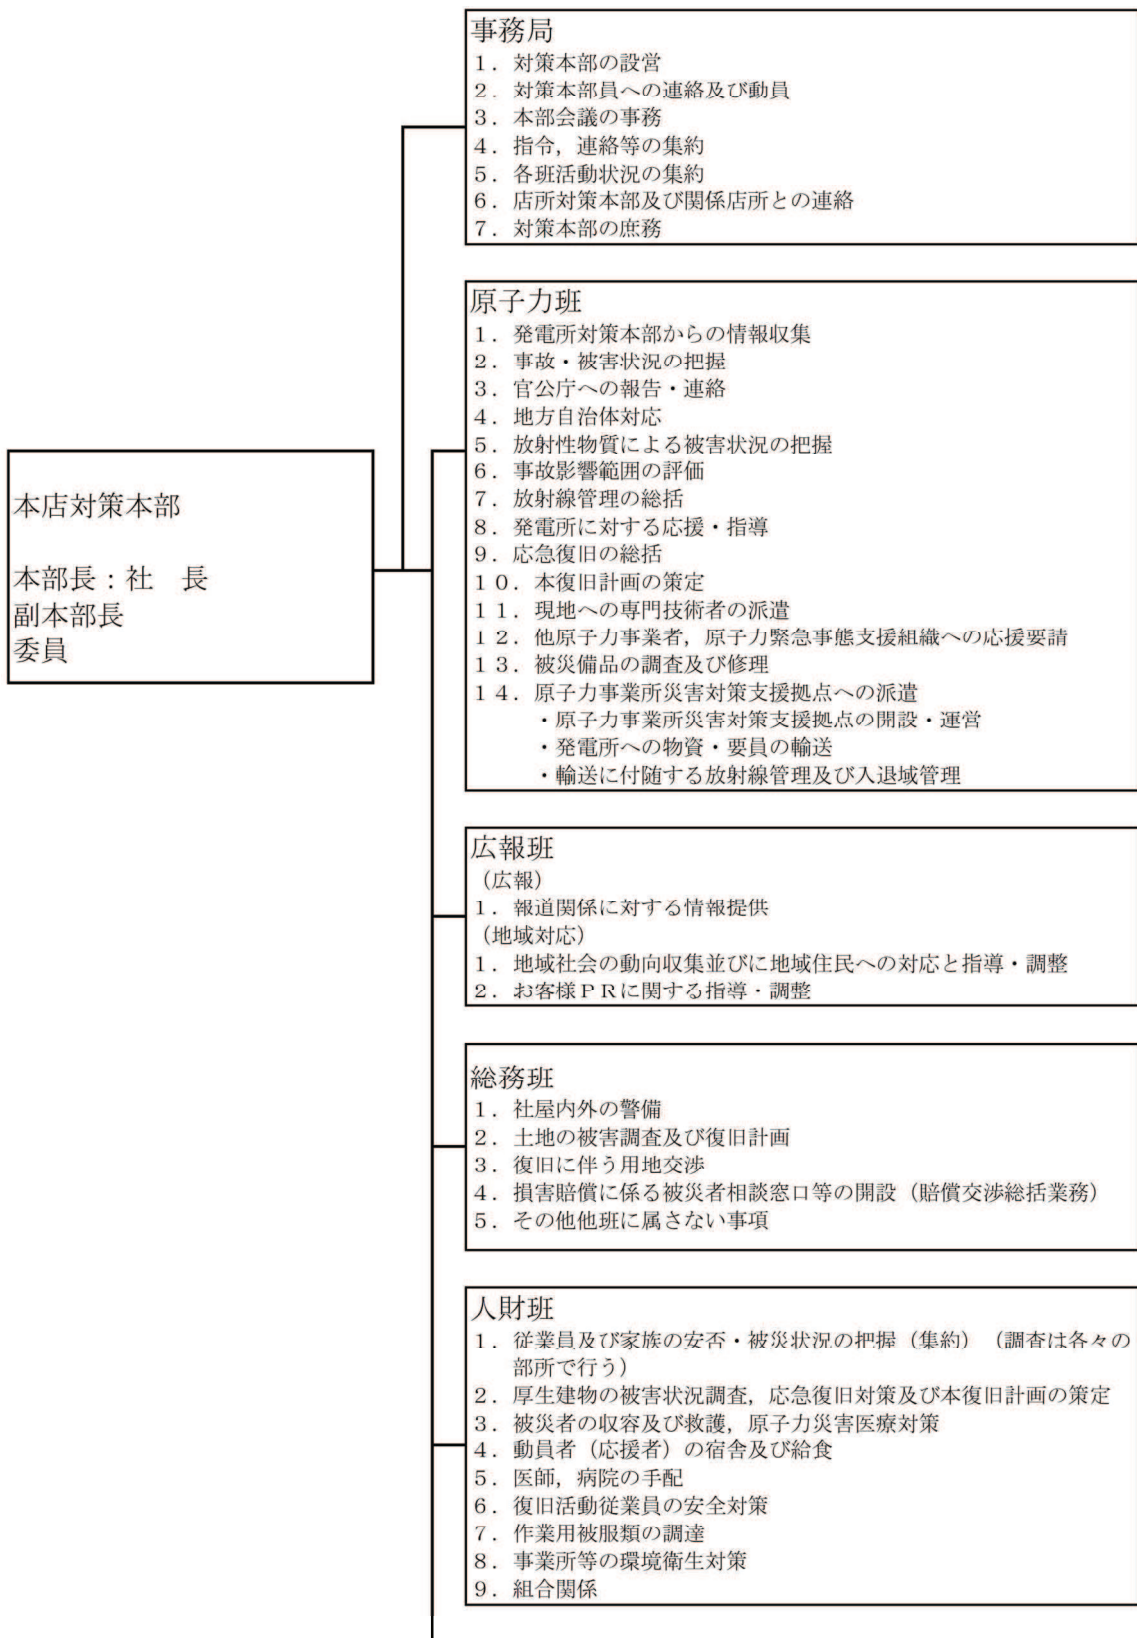 事務局
１．対策本部の設営
２．対策本部員への連絡及び動員
３．本部会議の事務
４．指令，連絡等の集約
５．各班活動状況の集約
６．店所対策本部及び関係店所との連絡
７．対策本部の庶務
原子力班
１．発電所対策本部からの情報収集
２．事故・被害状況の把握
３．官公庁への報告・連絡
４．地方自治体対応
５．放射性物質による被害状況の把握
６．事故影響範囲の評価
７．放射線管理の総括
８．発電所に対する応援・指導
９．応急復旧の総括
１０．本復旧計画の策定
１１．現地への専門技術者の派遣
１２．他原子力事業者，原子力緊急事態支援組織への応援要請
１３．被災備品の調査及び修理
１４．原子力事業所災害対策支援拠点への派遣
・原子力事業所災害対策支援拠点の開設・運営
・発電所への物資・要員の輸送
・輸送に付随する放射線管理及び入退域管理
本店対策本部
本部長：社　長
副本部長
委員
広報班
（広報）
１．報道関係に対する情報提供
（地域対応）
１．地域社会の動向収集並びに地域住民への対応と指導・調整
２．お客様ＰＲに関する指導・調整
総務班
１．社屋内外の警備
２．土地の被害調査及び復旧計画
３．復旧に伴う用地交渉
４．損害賠償に係る被災者相談窓口等の開設（賠償交渉総括業務）
５．その他他班に属さない事項
人財班
１．従業員及び家族の安否・被災状況の把握（集約）（調査は各々の
部所で行う）
２．厚生建物の被害状況調査，応急復旧対策及び本復旧計画の策定
３．被災者の収容及び救護，原子力災害医療対策
４．動員者（応援者）の宿舎及び給食
５．医師，病院の手配
６．復旧活動従業員の安全対策
７．作業用被服類の調達
８．事業所等の環境衛生対策
９．組合関係